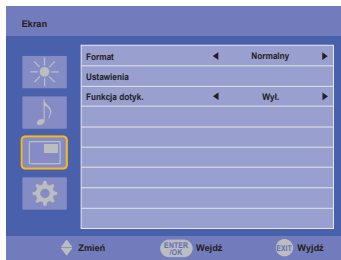 Ekran
Format Normalny
Ustawienia
Funkcja dotyk. Wył.
Zmień ENTER /OK Wejdź EXIT Wyjdź